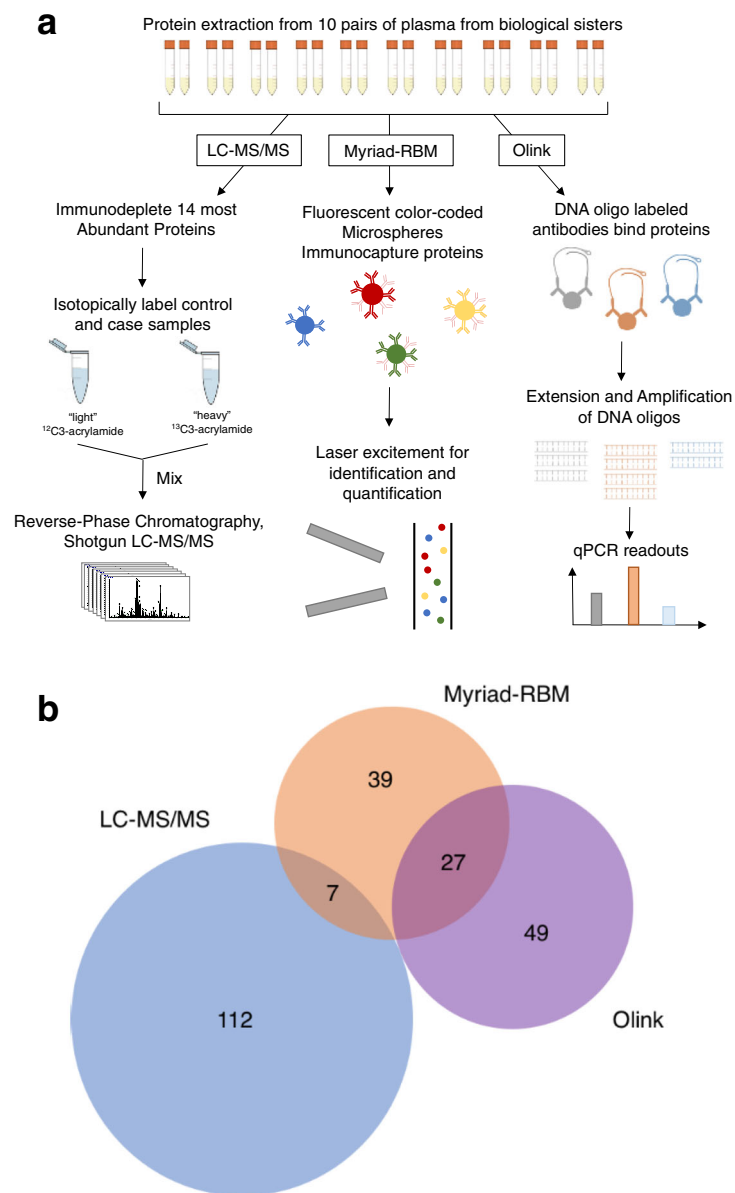 a
Protein extraction from 10 pairs of plasma from biological sisters
LC-MS/MS
Myriad-RBM
Olink
Immunodeplete 14 most
Abundant Proteins
Isotopically label control
and case samples
“light”
¹²C3-acrylamide
“heavy”
¹³C3-acrylamide
Mix
Reverse-Phase Chromatography,
Shotgun LC-MS/MS
Fluorescent color-coded
Microspheres
Immunocapture proteins
Laser excitement for
identification and
quantification
DNA oligo labeled
antibodies bind proteins
Extension and Amplification
of DNA oligos
qPCR readouts
b
Myriad-RBM
39
LC-MS/MS
27
7
49
112
Olink